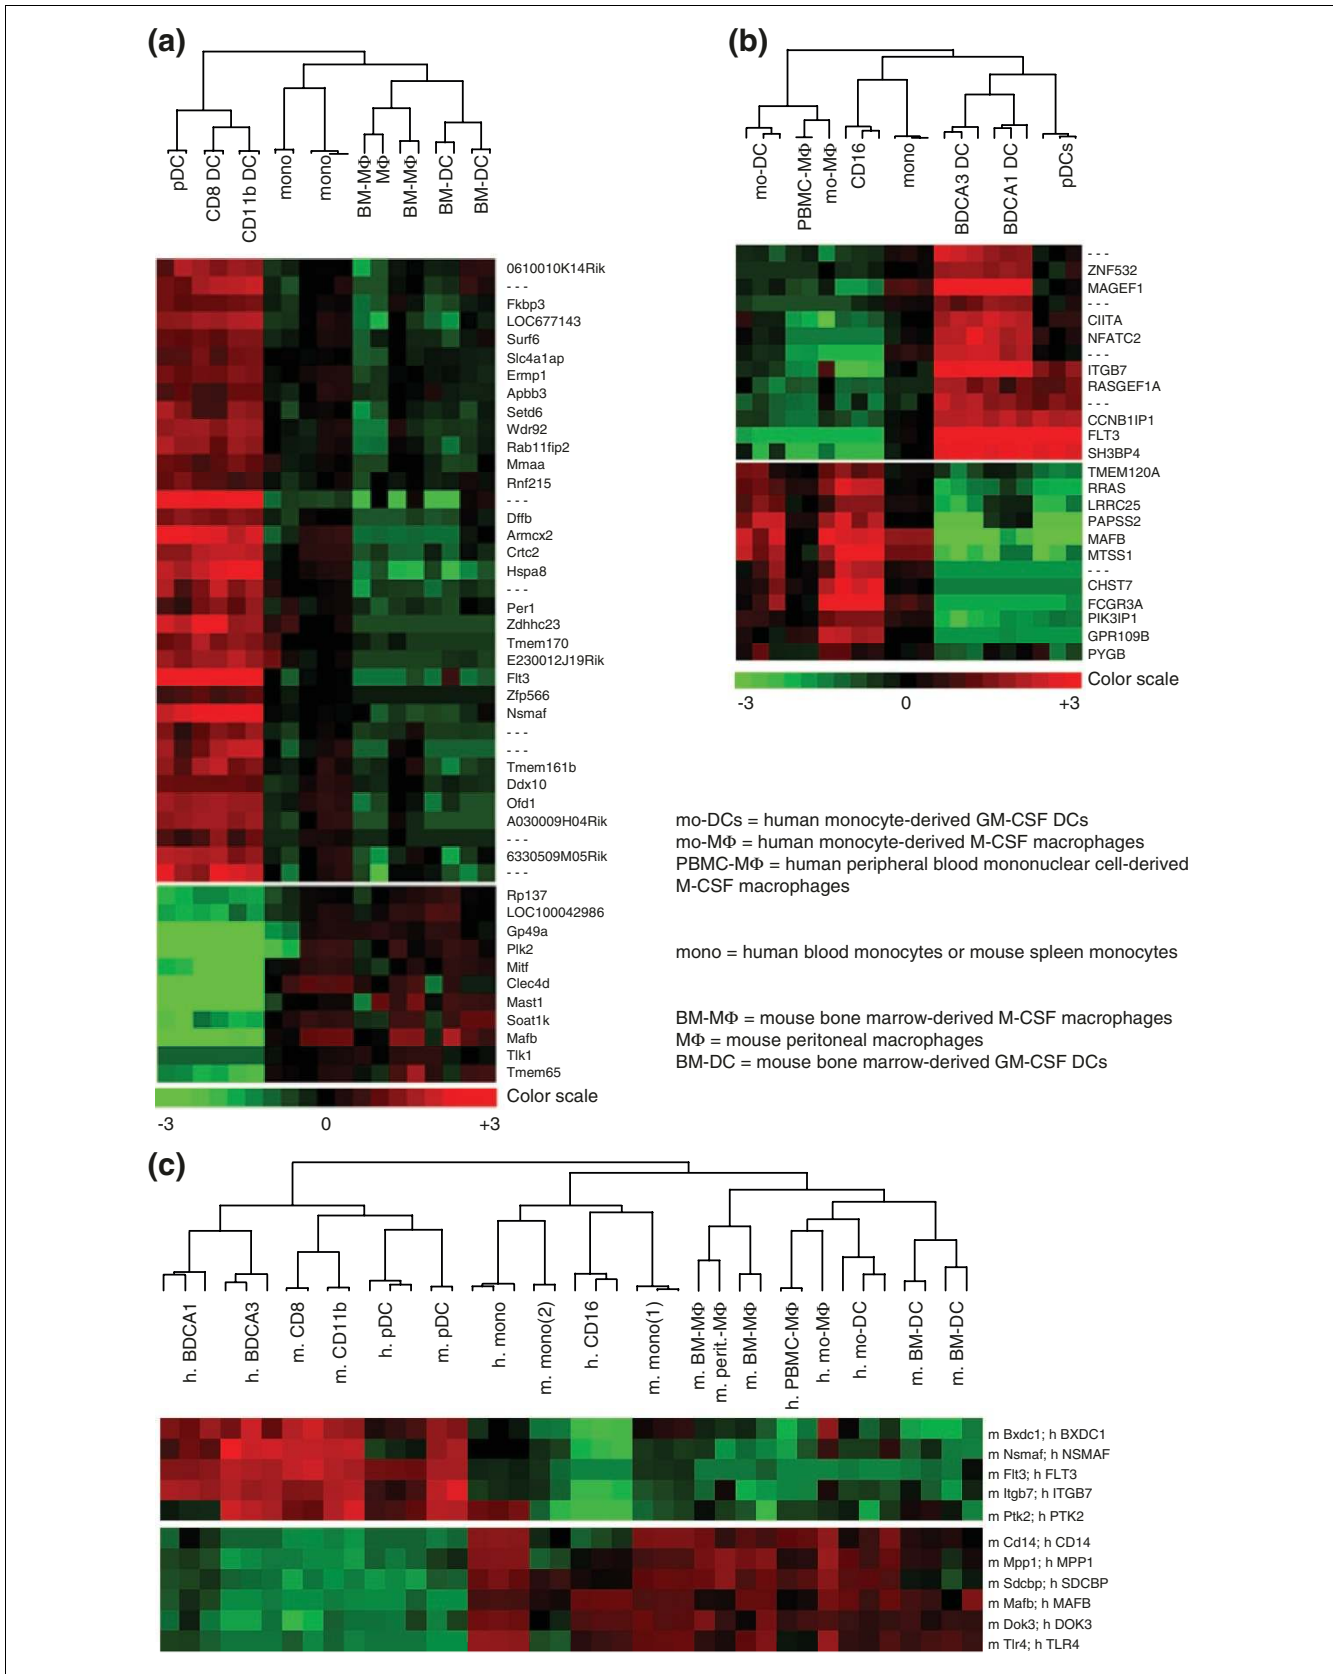 (a)
pDC
CD8 DC
CD11b DC
mono
mono
BM-MΦ
MΦ
BM-MΦ
BM-DC
BM-DC
0610010K14Rik
---
Fkbp3
LOC677143
Surf6
Slc4a1ap
Ermp1
Apbb3
Setd6
Wdr92
Rab11fip2
Mmaa
Rnf215
---
Dffb
Armcx2
Crtc2
Hspa8
---
Per1
Zdhhc23
Tmem170
E230012J19Rik
Flt3
Zfp566
Nsmaf
---
---
Tmem161b
Ddx10
Ofd1
A030009H04Rik
---
6330509M05Rik
---
Rp137
LOC100042986
Gp49a
Plk2
Mitf
Clec4d
Mast1
Soat1k
Mafb
Tlk1
Tmem65
Color scale
-3 0 +3
(b)
mo-DC
PBMC-MΦ
mo-MΦ
CD16
mono
BDCA3 DC
BDCA1 DC
pDCs
---
ZNF532
MAGEF1
---
CIITA
NFATC2
---
ITGB7
RASGEF1A
---
CCNB1IP1
FLT3
SH3BP4
TMEM120A
RRAS
LRRC25
PAPSS2
MAFB
MTSS1
---
CHST7
FCGR3A
PIK3IP1
GPR109B
PYGB
Color scale
-3 0 +3
mo-DCs = human monocyte-derived GM-CSF DCs
mo-MΦ = human monocyte-derived M-CSF macrophages
PBMC-MΦ = human peripheral blood mononuclear cell-derived
M-CSF macrophages
mono = human blood monocytes or mouse spleen monocytes
BM-MΦ = mouse bone marrow-derived M-CSF macrophages
MΦ = mouse peritoneal macrophages
BM-DC = mouse bone marrow-derived GM-CSF DCs
(c)
h. BDCA1
h. BDCA3
m. CD8
m. CD11b
h. pDC
m. pDC
h. mono
m. mono(2)
h. CD16
m. mono(1)
m. BM-MΦ
m. perit.-MΦ
m. BM-MΦ
h. PBMC-MΦ
h. mo-MΦ
h. mo-DC
m. BM-DC
m. BM-DC
m Bxdc1; h BXDC1
m Nsmaf; h NSMAF
m Flt3; h FLT3
m Itgb7; h ITGB7
m Ptk2; h PTK2
m Cd14; h CD14
m Mpp1; h MPP1
m Sdcbp; h SDCBP
m Mafb; h MAFB
m Dok3; h DOK3
m Tlr4; h TLR4